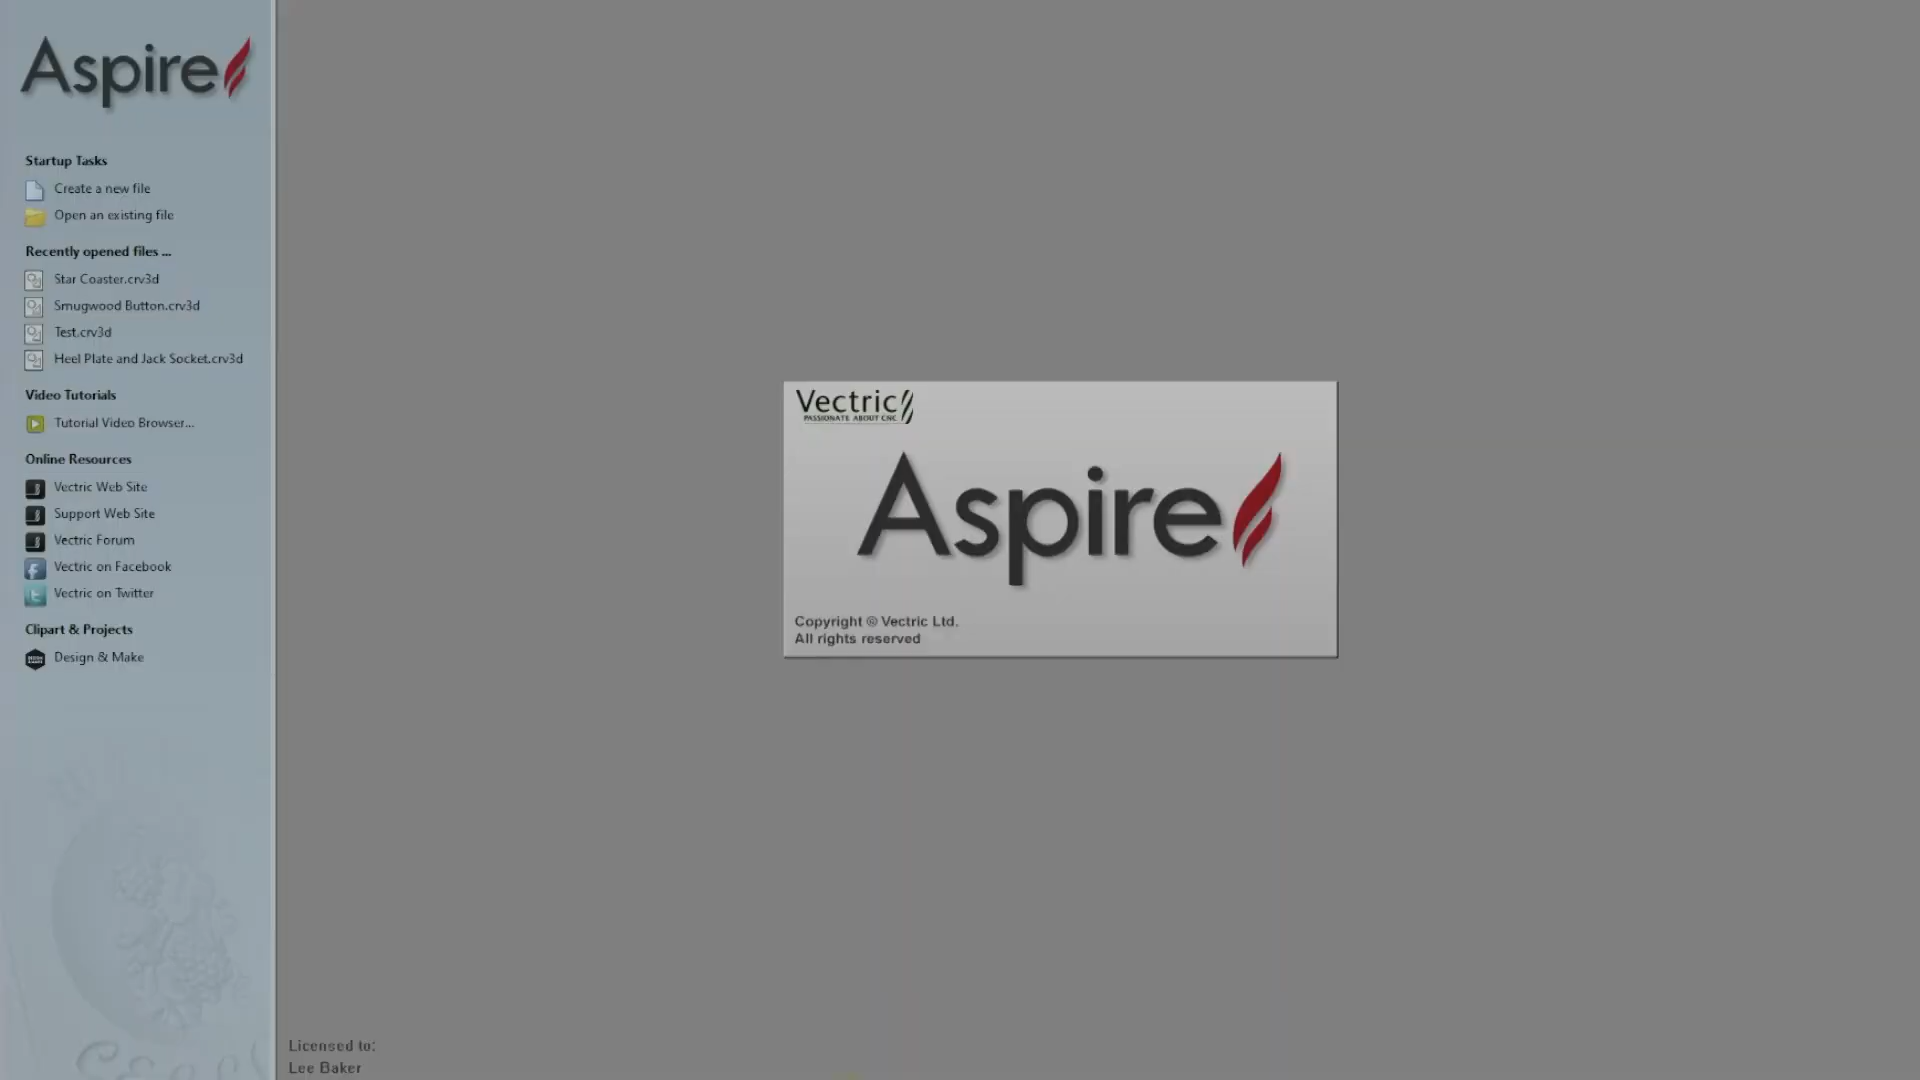 Aspire
Startup Tasks
Create a new file
Open an existing file
Recently opened files ...
Star Coaster.crv3d
Smugwood Button.crv3d
Test.crv3d
Heel Plate and Jack Socket.crv3d
Video Tutorials
Tutorial Video Browser...
Online Resources
Vectric Web Site
Support Web Site
Vectric Forum
Vectric on Facebook
Vectric on Twitter
Clipart & Projects
Design & Make
Vectric
PASSIONATE ABOUT CNC
Aspire
Copyright © Vectric Ltd.
All rights reserved
Licensed to:
Lee Baker